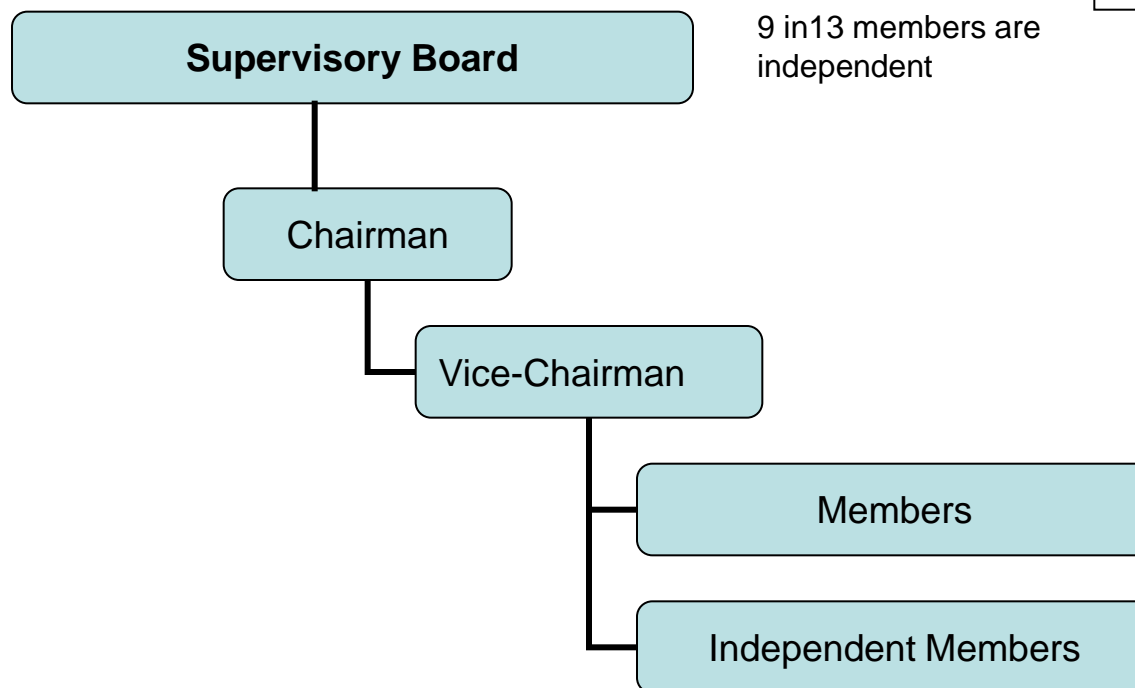 9 in13 members are
independent
Supervisory Board
Chairman
Vice-Chairman
Members
Independent Members